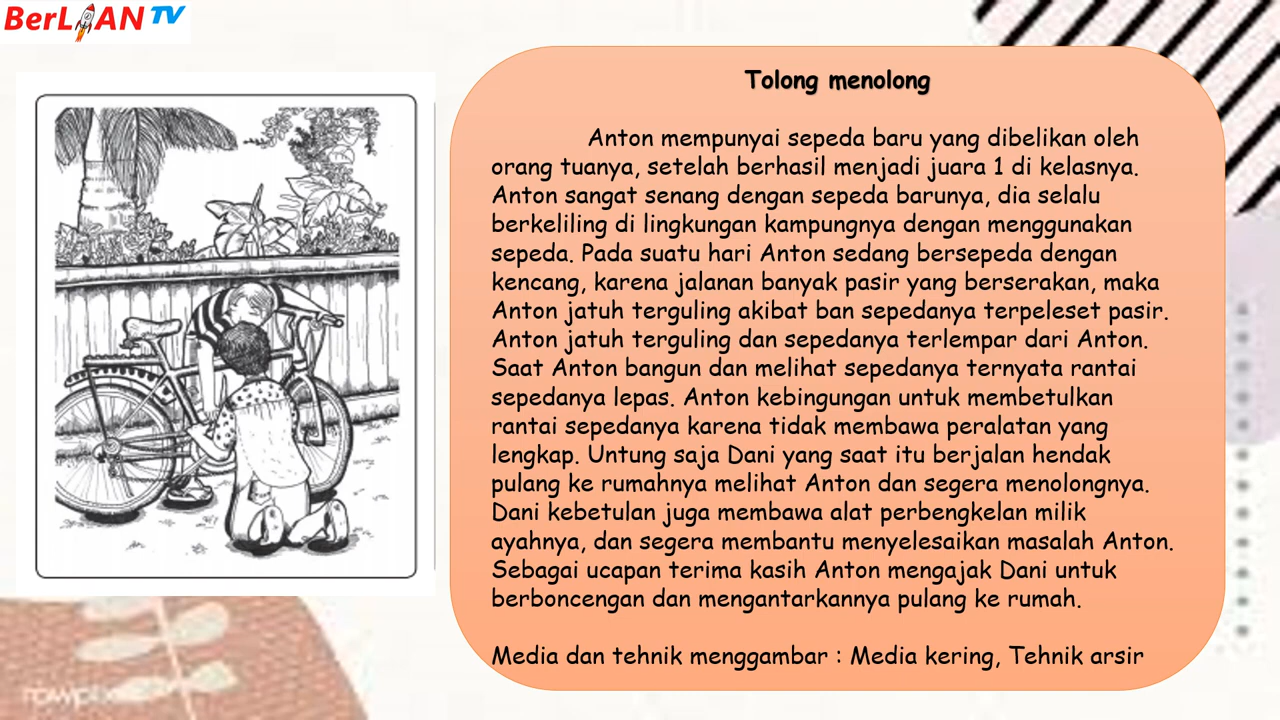 BerLIAN TV
Tolong menolong
Anton mempunyai sepeda baru yang dibelikan oleh
orang tuanya, setelah berhasil menjadi juara 1 di kelasnya.
Anton sangat senang dengan sepeda barunya, dia selalu
berkeliling di lingkungan kampungnya dengan menggunakan
sepeda. Pada suatu hari Anton sedang bersepeda dengan
kencang, karena jalanan banyak pasir yang berserakan, maka
Anton jatuh terguling akibat ban sepedanya terpeleset pasir.
Anton jatuh terguling dan sepedanya terlempar dari Anton.
Saat Anton bangun dan melihat sepedanya ternyata rantai
sepedanya lepas. Anton kebingungan untuk membetulkan
rantai sepedanya karena tidak membawa peralatan yang
lengkap. Untung saja Dani yang saat itu berjalan hendak
pulang ke rumahnya melihat Anton dan segera menolongnya.
Dani kebetulan juga membawa alat perbengkelan milik
ayahnya, dan segera membantu menyelesaikan masalah Anton.
Sebagai ucapan terima kasih Anton mengajak Dani untuk
berboncengan dan mengantarkannya pulang ke rumah.
Media dan tehnik menggambar : Media kering, Tehnik arsir